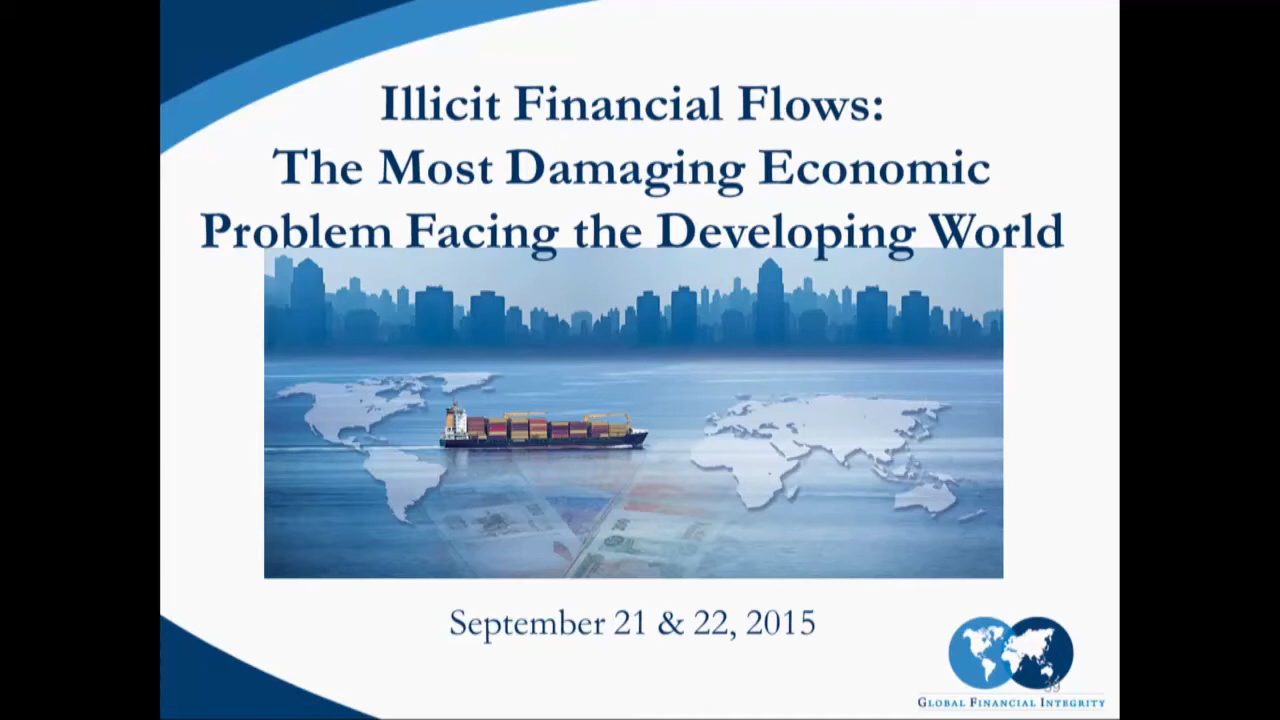 Illicit Financial Flows:
The Most Damaging Economic
Problem Facing the Developing World
September 21 & 22, 2015
39
GLOBAL FINANCIAL INTEGRITY